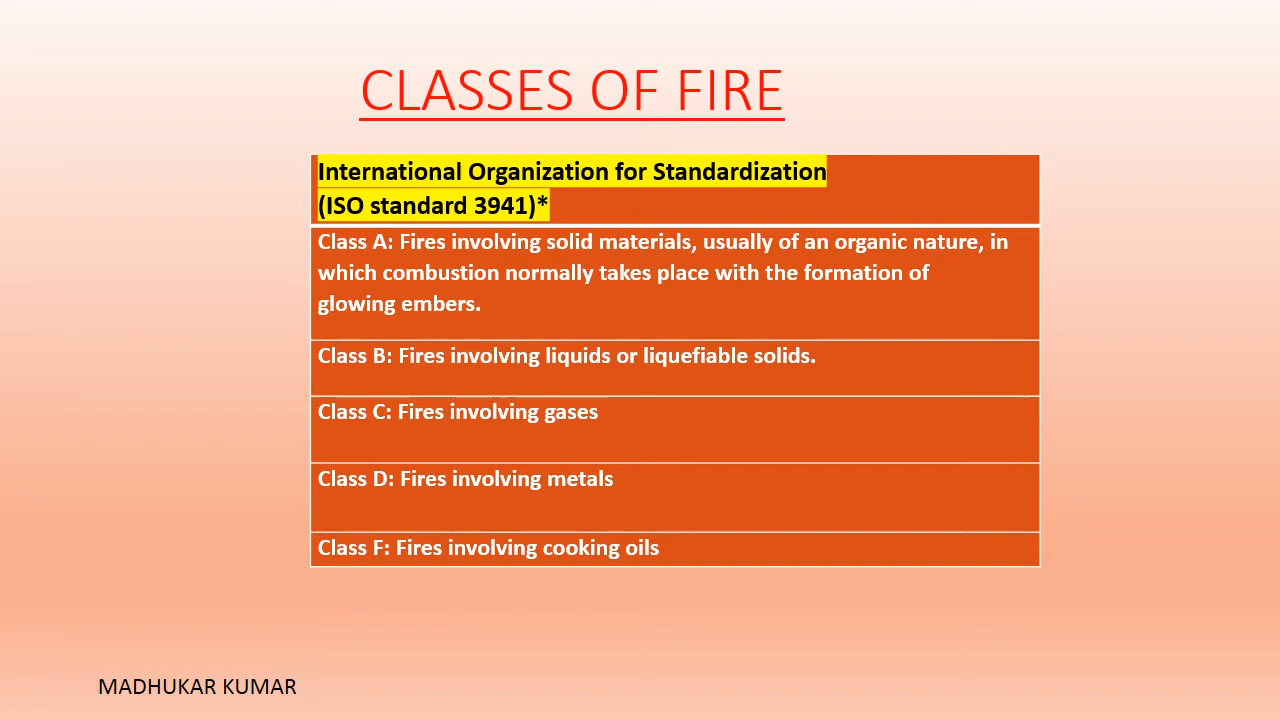 CLASSES OF FIRE
International Organization for Standardization
(ISO standard 3941)*
Class A: Fires involving solid materials, usually of an organic nature, in
which combustion normally takes place with the formation of
glowing embers.
Class B: Fires involving liquids or liquefiable solids.
Class C: Fires involving gases
Class D: Fires involving metals
Class F: Fires involving cooking oils
MADHUKAR KUMAR